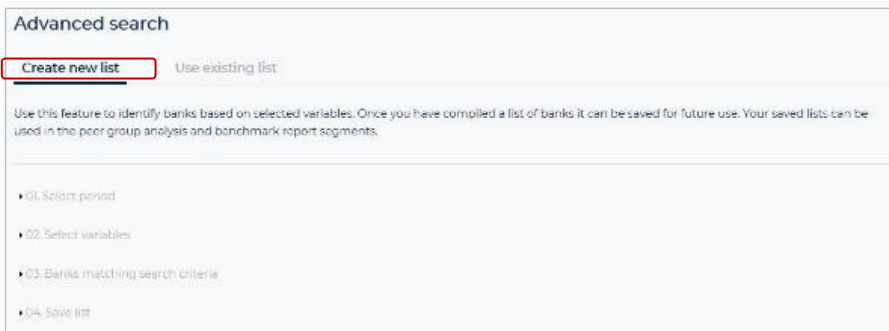 Advanced search
Create new list Use existing list
Use this feature to identify banks based on selected variables. Once you have compiled a list of banks it can be saved for future use. Your saved lists can be
used in the peer group analysis and benchmark report segments.
01. Select period
02. Select variables
03. Banks matching search criteria
04. Save list